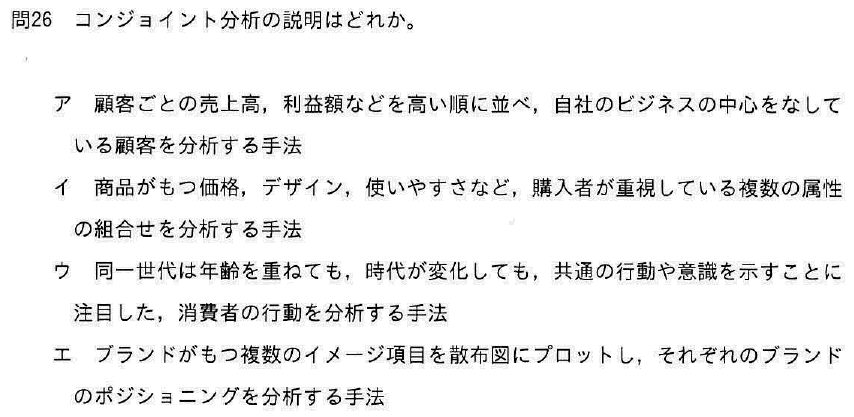 問26　コンジョイント分析の説明はどれか。
ア　顧客ごとの売上高，利益額などを高い順に並べ，自社のビジネスの中心をなして
いる顧客を分析する手法
イ　商品がもつ価格，デザイン，使いやすさなど，購入者が重視している複数の属性
の組合せを分析する手法
ウ　同一世代は年齢を重ねても，時代が変化しても，共通の行動や意識を示すことに
注目した，消費者の行動を分析する手法
エ　ブランドがもつ複数のイメージ項目を散布図にプロットし，それぞれのブランド
のポジショニングを分析する手法